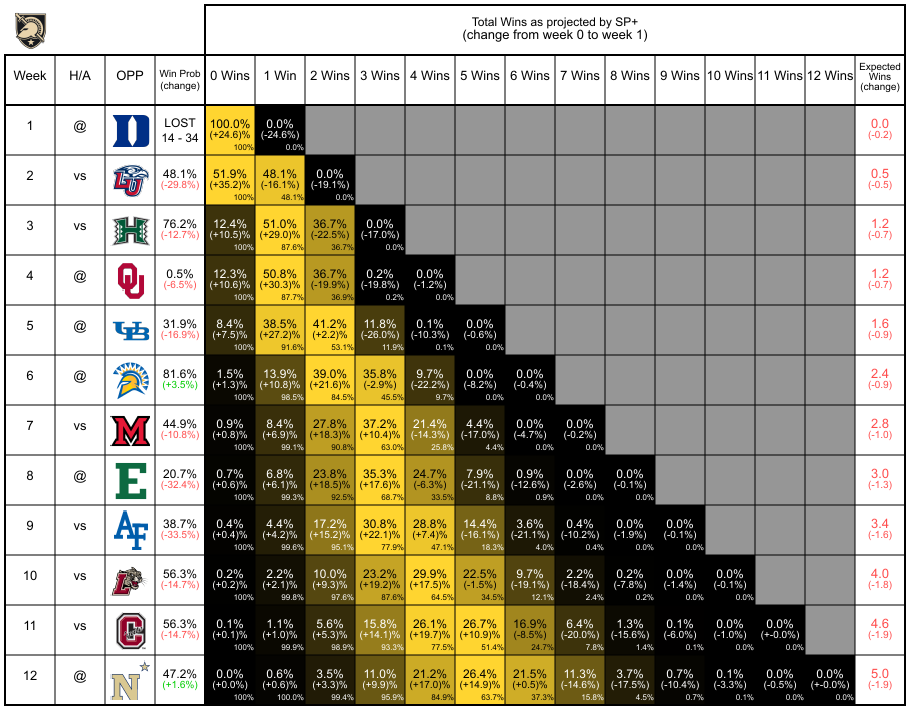 Total Wins as projected by SP+
(change from week 0 to week 1)
Week H/A OPP Win Prob (change) 0 Wins 1 Win 2 Wins 3 Wins 4 Wins 5 Wins 6 Wins 7 Wins 8 Wins 9 Wins 10 Wins 11 Wins 12 Wins Expected Wins (change)
1 @ D LOST 100.0% 0.0% 0.0
14 - 34 (+24.6)% (-24.6%) (-0.2)
100% 0.0%
2 vs LU 48.1% 51.9% 48.1% 0.0% 0.5
(-29.8%) (+35.2)% (-16.1%) (-19.1%) (-0.5)
100% 48.1% 0.0%
3 vs H 76.2% 12.4% 51.0% 36.7% 0.0% 1.2
(-12.7%) (+10.5)% (+29.0)% (-22.5%) (-17.0%) (-0.7)
100% 87.6% 36.7% 0.0%
4 @ OU 0.5% 12.3% 50.8% 36.7% 0.2% 0.0% 1.2
(-6.5%) (+10.6)% (+30.3)% (-19.9%) (-19.8%) (-1.2%) (-0.7)
100% 87.7% 36.9% 0.2% 0.0%
5 @ UB 31.9% 8.4% 38.5% 41.2% 11.8% 0.1% 0.0% 1.6
(-16.9%) (+7.5)% (+27.2)% (+2.2)% (-26.0%) (-10.3%) (-0.6%) (-0.9)
100% 91.6% 53.1% 11.9% 0.1% 0.0%
6 @ 81.6% 1.5% 13.9% 39.0% 35.8% 9.7% 0.0% 0.0% 2.4
(+3.5%) (+1.3)% (+10.8)% (+21.6)% (-2.9%) (-22.2%) (-8.2%) (-0.4%) (-0.9)
100% 98.5% 84.5% 45.5% 9.7% 0.0% 0.0%
7 vs M 44.9% 0.9% 8.4% 27.8% 37.2% 21.4% 4.4% 0.0% 0.0% 2.8
(-10.8%) (+0.8)% (+6.9)% (+18.3)% (+10.4)% (-14.3%) (-17.0%) (-4.7%) (-0.2%) (-1.0)
100% 99.1% 90.8% 63.0% 25.8% 4.4% 0.0% 0.0%
8 @ E 20.7% 0.7% 6.8% 23.8% 35.3% 24.7% 7.9% 0.9% 0.0% 0.0% 3.0
(-32.4%) (+0.6)% (+6.1)% (+18.5)% (+17.6)% (-6.3%) (-21.1%) (-12.6%) (-2.6%) (-0.1%) (-1.3)
100% 99.3% 92.5% 68.7% 33.5% 8.8% 0.9% 0.0% 0.0%
9 vs AF 38.7% 0.4% 4.4% 17.2% 30.8% 28.8% 14.4% 3.6% 0.4% 0.0% 0.0% 3.4
(-33.5%) (+0.4)% (+4.2)% (+15.2)% (+22.1)% (+7.4)% (-16.1%) (-21.1%) (-10.2%) (-1.9%) (-0.1%) (-1.6)
100% 99.6% 95.1% 77.9% 47.1% 18.3% 4.0% 0.4% 0.0% 0.0%
10 vs L 56.3% 0.2% 2.2% 10.0% 23.2% 29.9% 22.5% 9.7% 2.2% 0.2% 0.0% 0.0% 4.0
(-14.7%) (+0.2)% (+2.1)% (+9.3)% (+19.2)% (+17.5)% (-1.5%) (-19.1%) (-18.4%) (-7.8%) (-1.4%) (-0.1%) (-1.8)
100% 99.8% 97.6% 87.6% 64.5% 34.5% 12.1% 2.4% 0.2% 0.0% 0.0%
11 vs C 56.3% 0.1% 1.1% 5.6% 15.8% 26.1% 26.7% 16.9% 6.4% 1.3% 0.1% 0.0% 0.0% 4.6
(-14.7%) (+0.1)% (+1.0)% (+5.3)% (+14.1)% (+19.7)% (+10.9)% (-8.5%) (-20.0%) (-15.6%) (-6.0%) (-1.0%) (+-0.0%) (-1.9)
100% 99.9% 98.9% 93.3% 77.5% 51.4% 24.7% 7.8% 1.4% 0.1% 0.0% 0.0%
12 @ N 47.2% 0.0% 0.6% 3.5% 11.0% 21.2% 26.4% 21.5% 11.3% 3.7% 0.7% 0.1% 0.0% 0.0% 5.0
(+1.6%) (+0.0)% (+0.6)% (+3.3)% (+9.9)% (+17.0)% (+14.9)% (+0.5)% (-14.6%) (-17.5%) (-10.4%) (-3.3%) (-0.5%) (+-0.0%) (-1.9)
100% 100.0% 99.4% 95.9% 84.9% 63.7% 37.3% 15.8% 4.5% 0.7% 0.1% 0.0% 0.0%